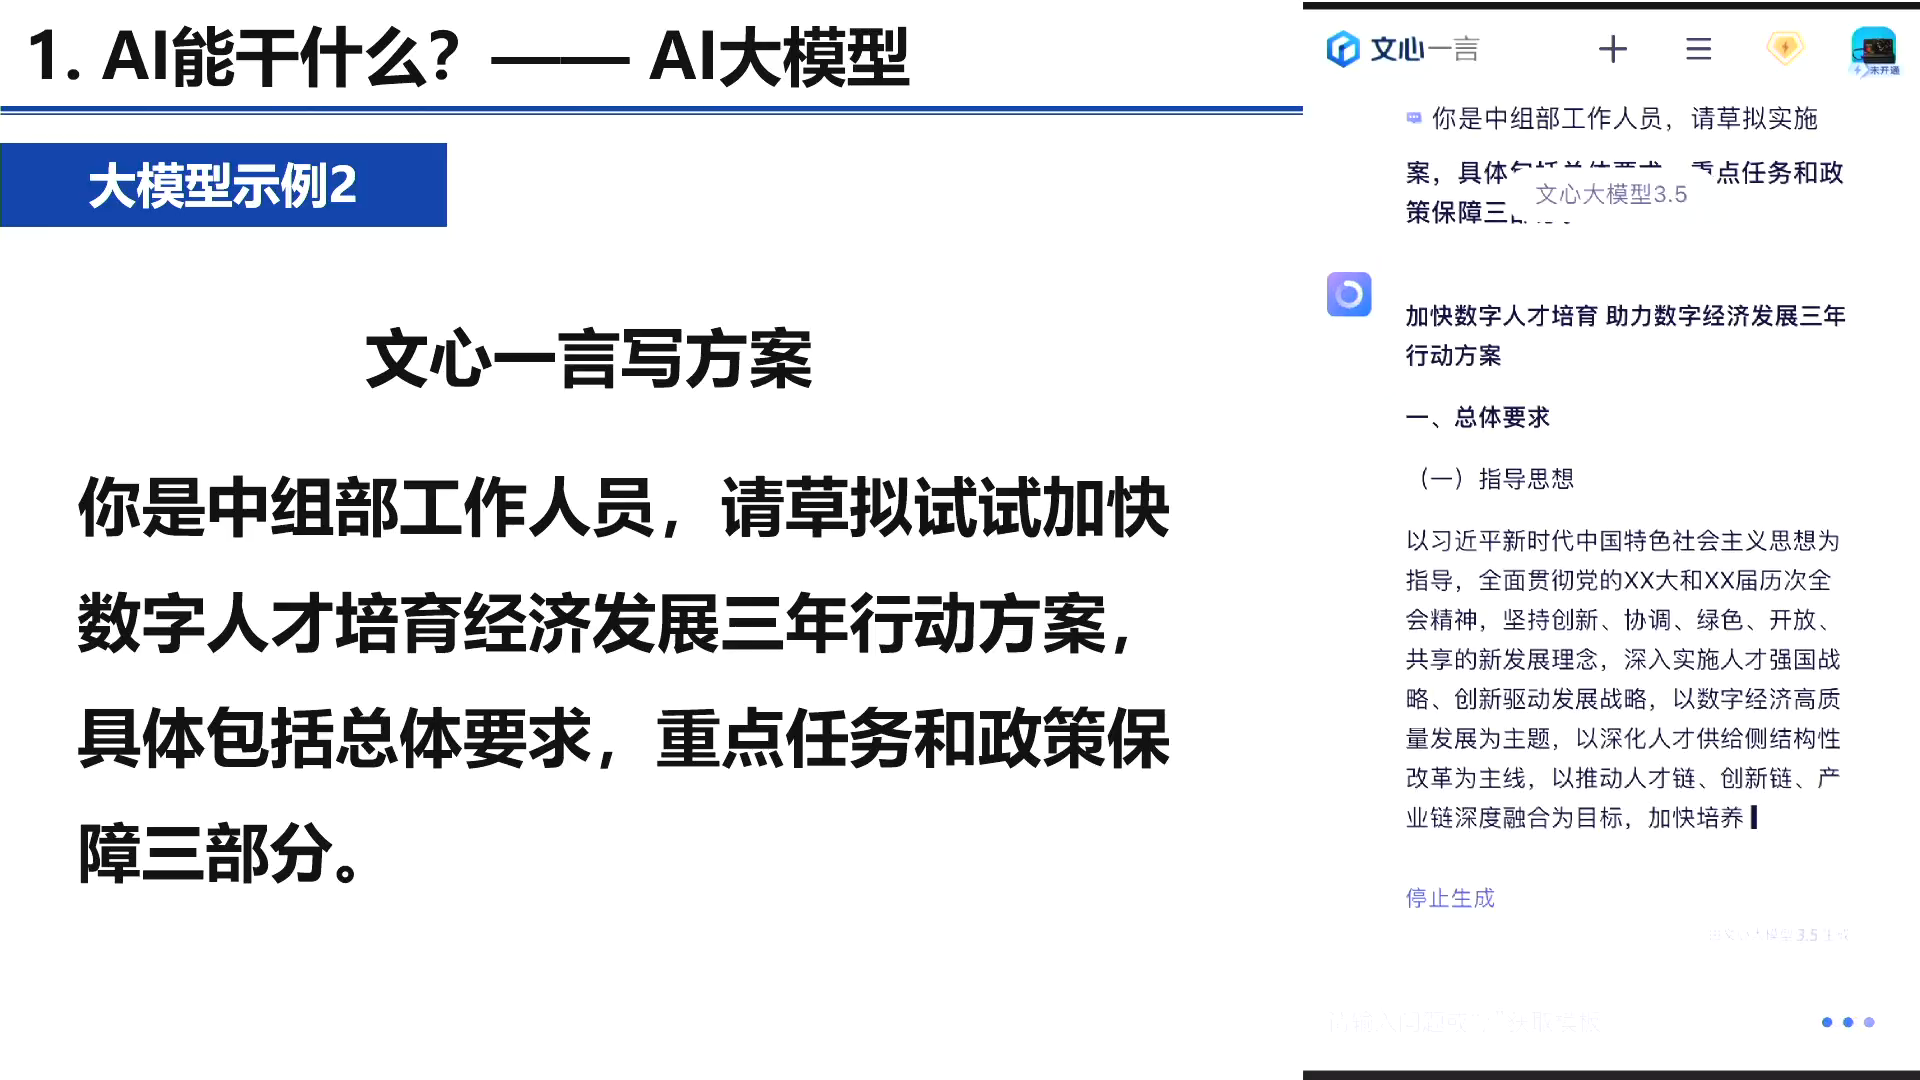 1. AI能干什么？—— AI大模型
大模型示例2
文心一言写方案
你是中组部工作人员，请草拟试试加快
数字人才培育经济发展三年行动方案，
具体包括总体要求，重点任务和政策保
障三部分。
文心一言
未开通
你是中组部工作人员，请草拟实施
案，具体包括总体要求，重点任务和政
文心大模型3.5
策保障三
加快数字人才培育 助力数字经济发展三年
行动方案
一、总体要求
（一）指导思想
以习近平新时代中国特色社会主义思想为
指导，全面贯彻党的XX大和XX届历次全
会精神，坚持创新、协调、绿色、开放、
共享的新发展理念，深入实施人才强国战
略、创新驱动发展战略，以数字经济高质
量发展为主题，以深化人才供给侧结构性
改革为主线，以推动人才链、创新链、产
业链深度融合为目标，加快培养
停止生成